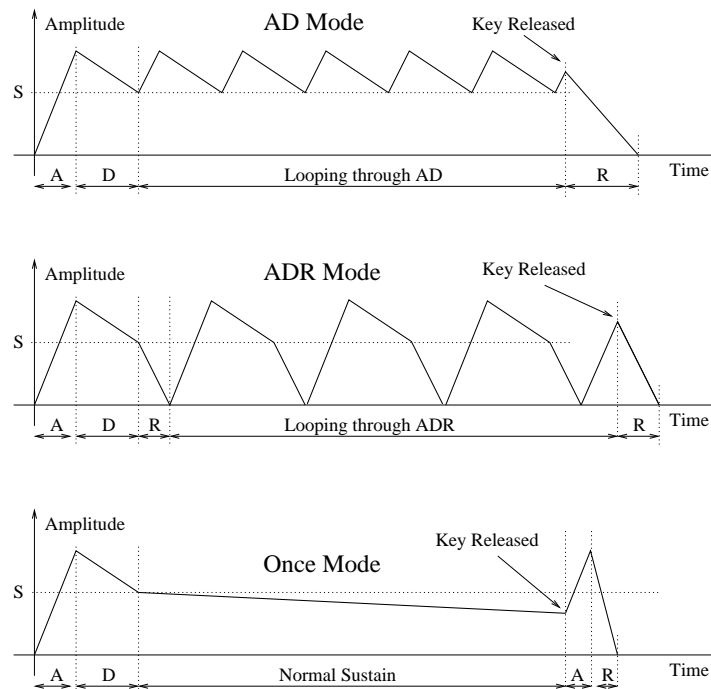 Amplitude
AD Mode
Key Released
S
A D Looping through AD R Time
Amplitude
ADR Mode
Key Released
S
A D R Looping through ADR R Time
Amplitude
Once Mode
Key Released
S
A D Normal Sustain A R Time